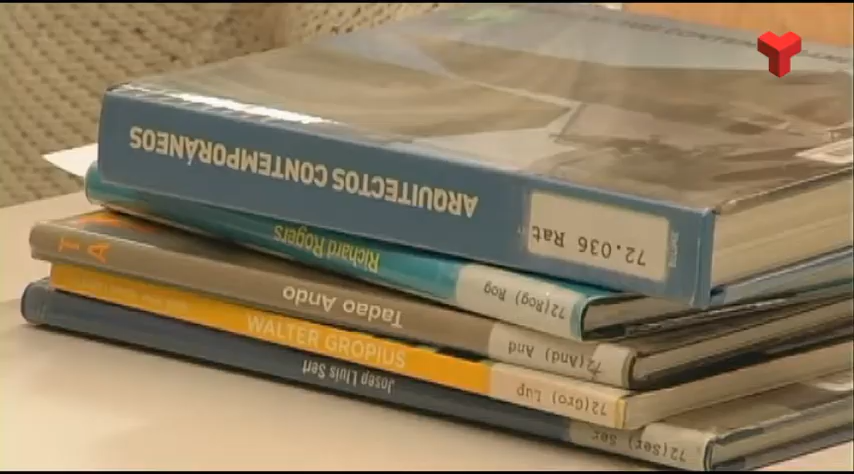 ARQUITECTOS CONTEMPORÁNEOS
72.036 Rat
Richard Rogers
72(Rog) Rog
Tadao Ando
72(And) And
WALTER GROPIUS
72(Gro) Lup
Josep Lluís Sert
72(Ser) Ser